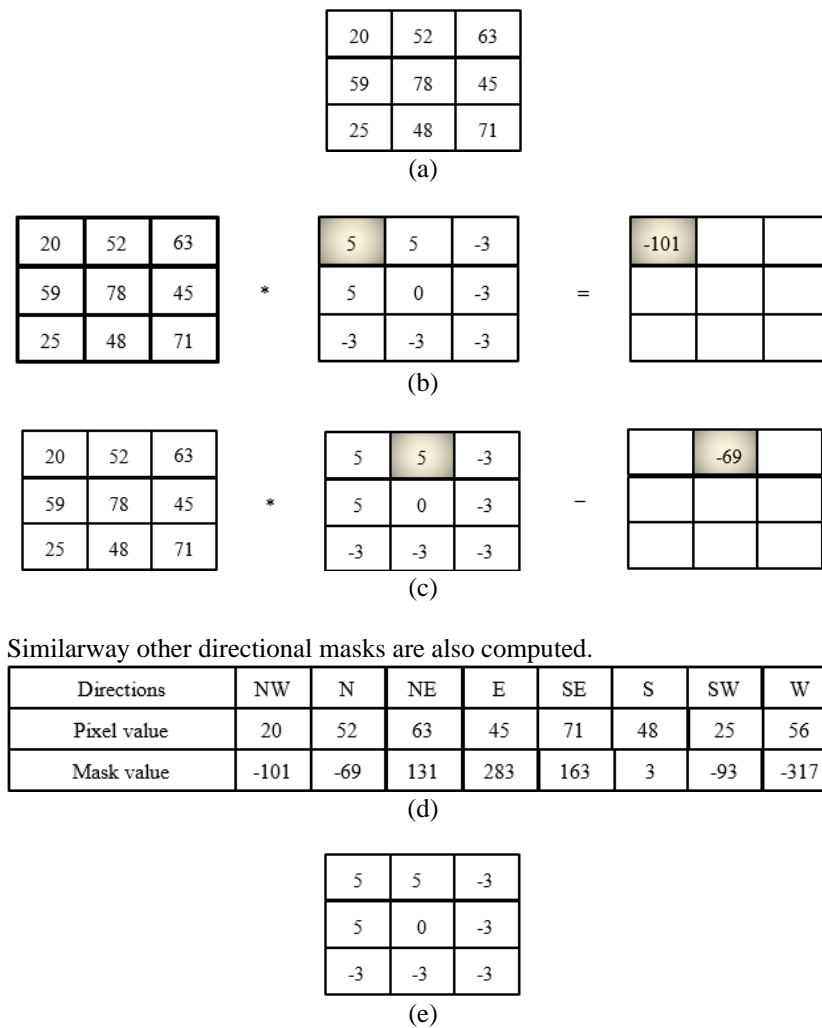 20 52 63
59 78 45
25 48 71
(a)
20 52 63 5 5 -3 -101
59 78 45 * 5 0 -3 =
25 48 71 -3 -3 -3
(b)
20 52 63 5 5 -3 -69
59 78 45 * 5 0 -3 –
25 48 71 -3 -3 -3
(c)
Similarway other directional masks are also computed.
Directions NW N NE E SE S SW W
Pixel value 20 52 63 45 71 48 25 56
Mask value -101 -69 131 283 163 3 -93 -317
(d)
5 5 -3
5 0 -3
-3 -3 -3
(e)